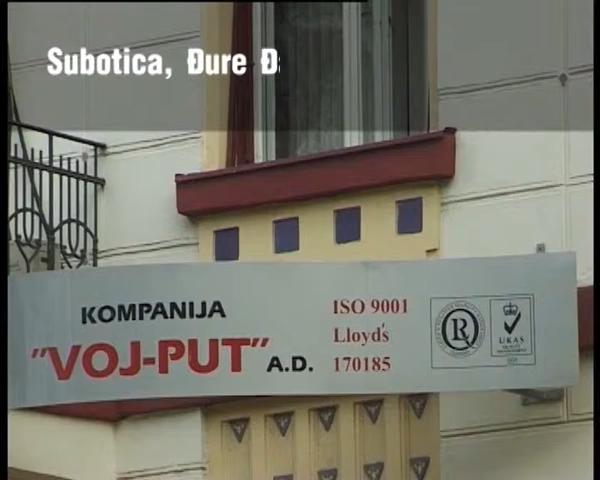 Subotica, Đure Đ
KOMPANIJA
"VOJ-PUT" A.D.
ISO 9001
Lloyd's
170185
R
UKAS